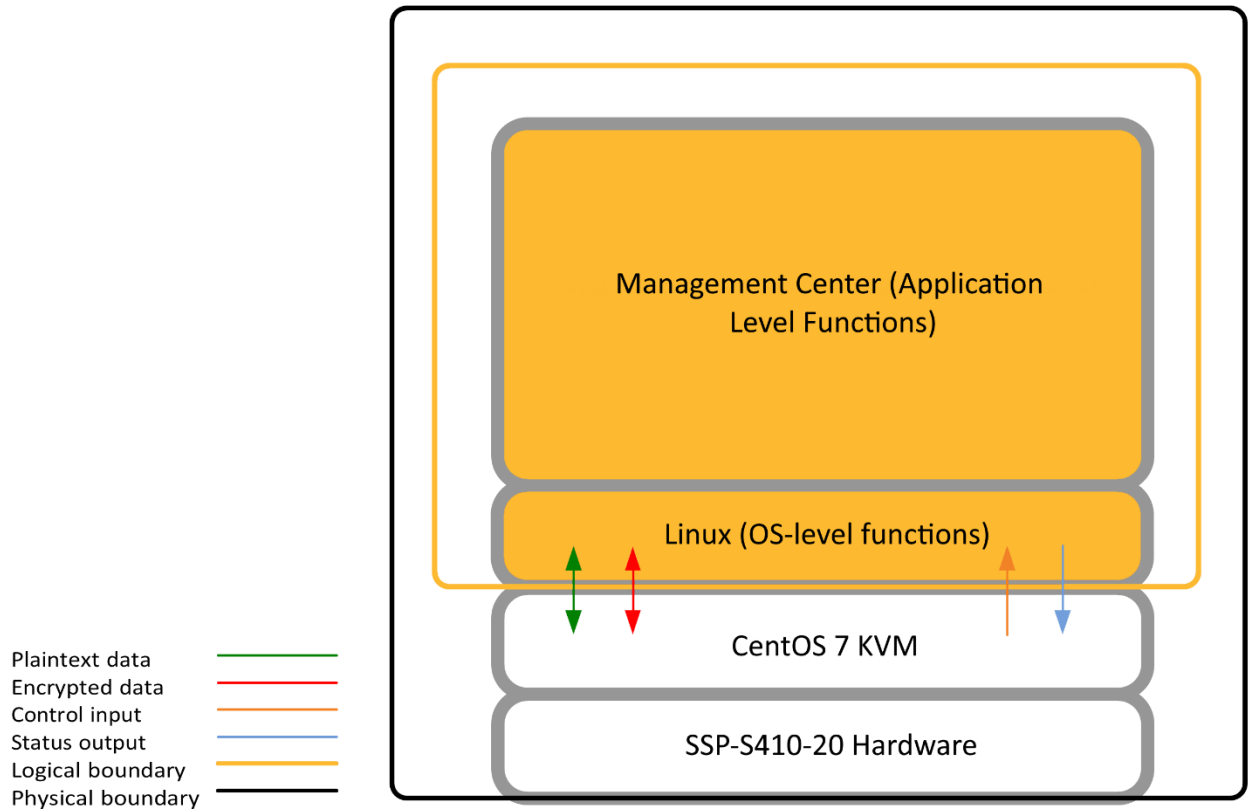 Management Center (Application
Level Functions)
Linux (OS-level functions)
CentOS 7 KVM
SSP-S410-20 Hardware
Plaintext data
Encrypted data
Control input
Status output
Logical boundary
Physical boundary